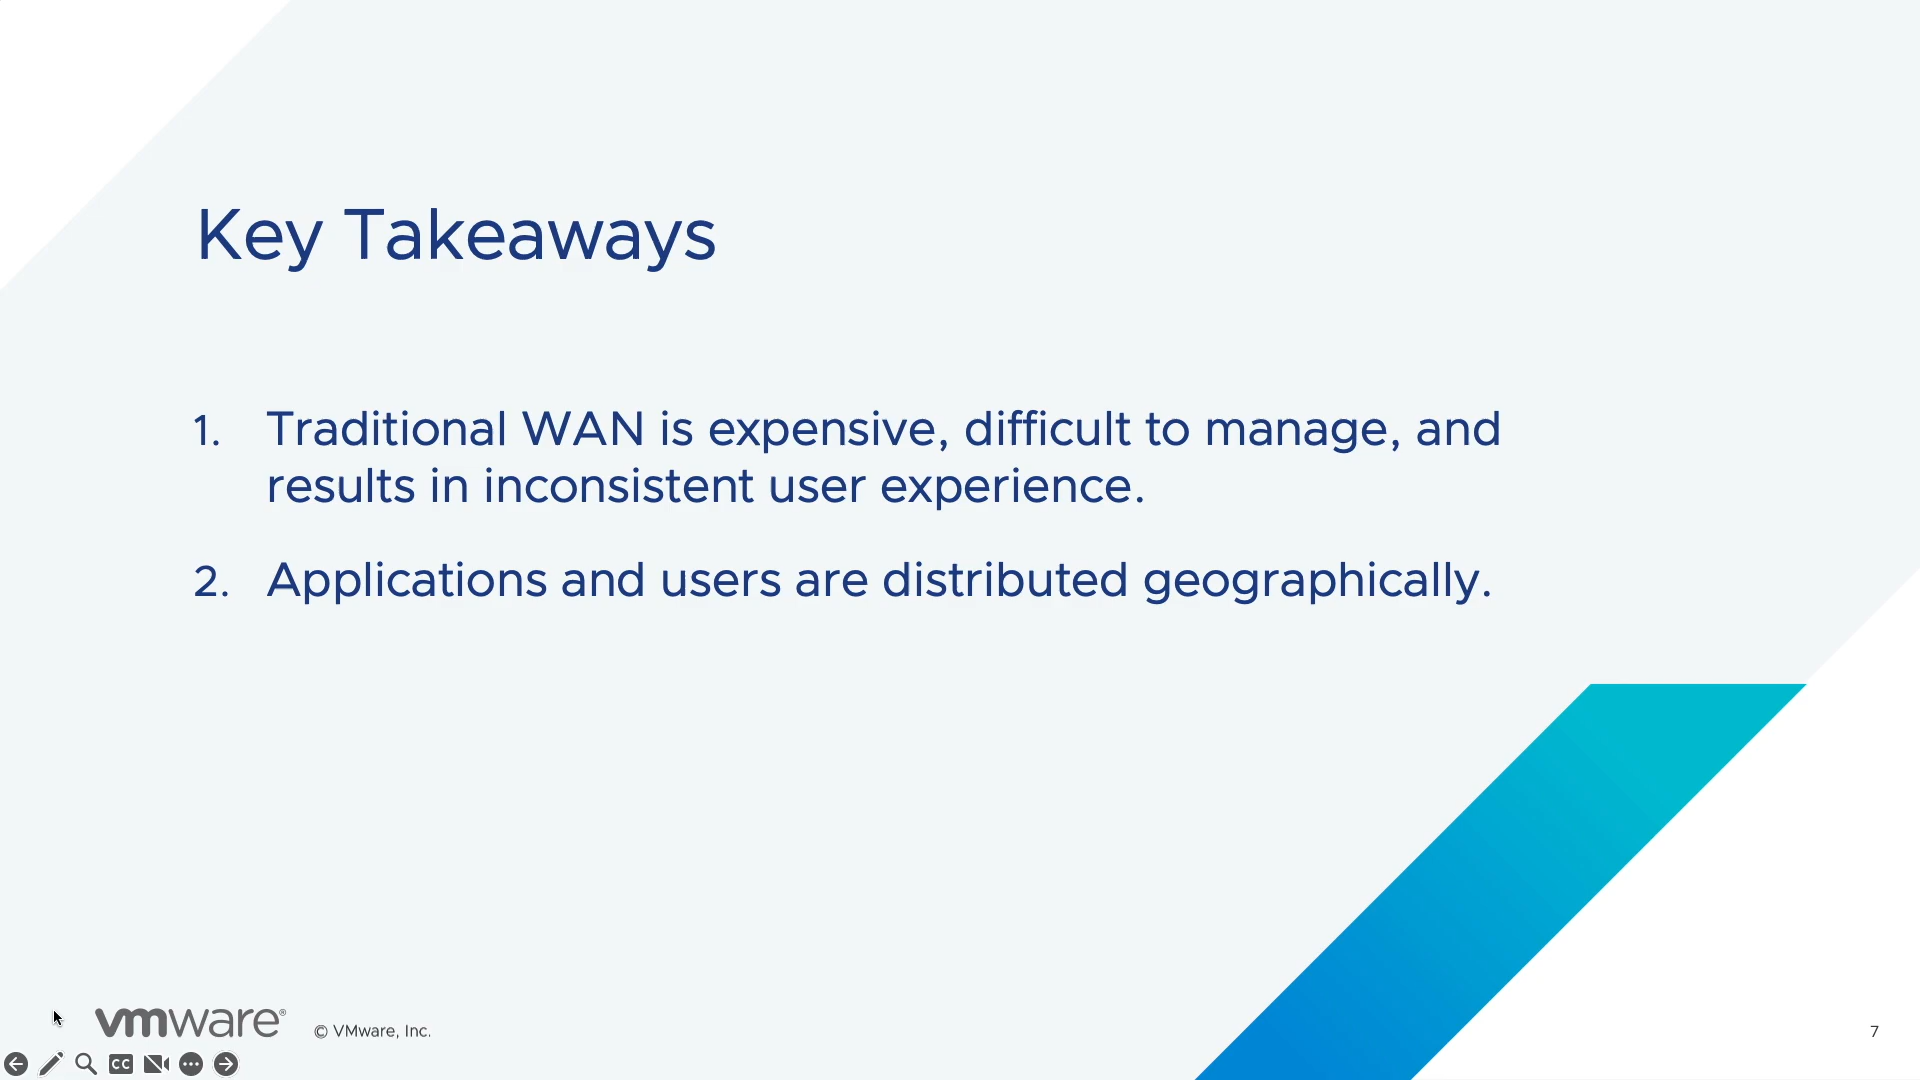 Key Takeaways
1. Traditional WAN is expensive, difficult to manage, and
results in inconsistent user experience.
2. Applications and users are distributed geographically.
vmware®
© VMware, Inc.
7
CC